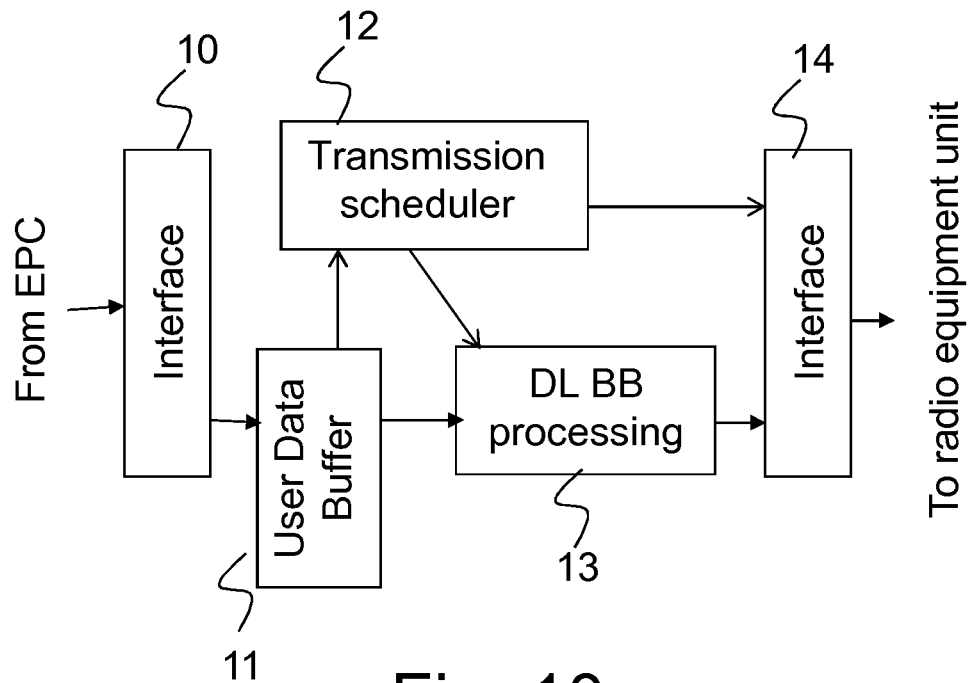 12
10
14
Transmission
scheduler
From EPC
Interface
Interface
To radio equipment unit
User Data
Buffer
DL BB
processing
13
11